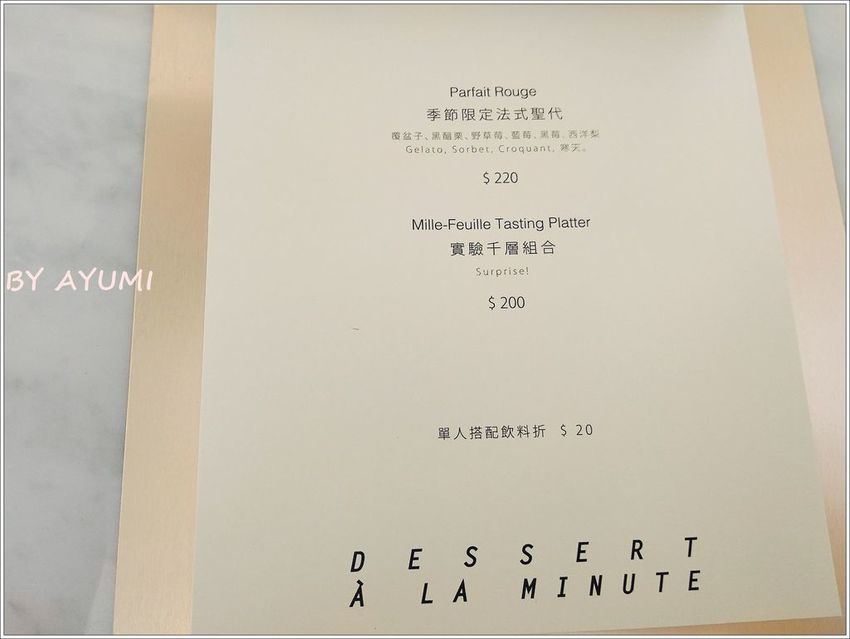 Parfait Rouge
季節限定法式聖代
覆盆子、黑醋栗、野草莓、藍莓、黑莓、西洋梨
Gelato, Sorbet, Croquant, 寒天。
$ 220
Mille-Feuille Tasting Platter
實驗千層組合
Surprise!
$ 200
BY AYUMI
單人搭配飲料折 $ 20
DESSERT
À LA MINUTE